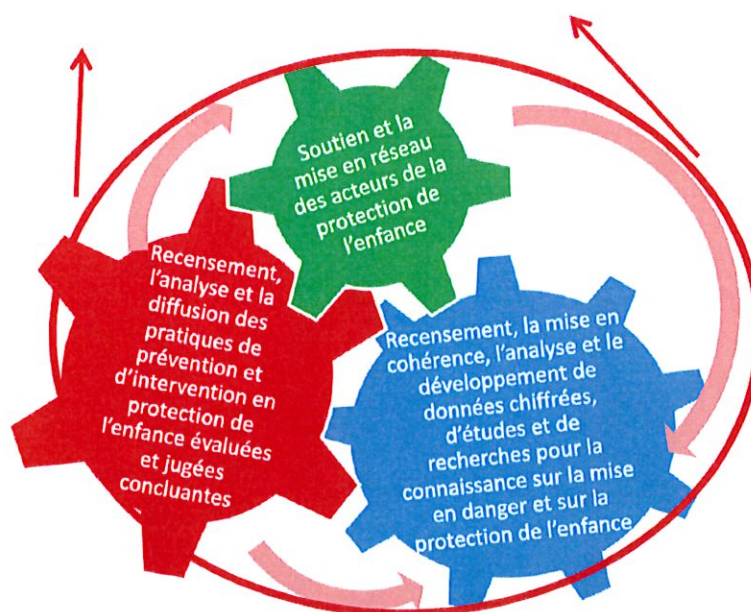 Soutien et la
mise en réseau
des acteurs de la
protection de
l'enfance
Recensement,
l'analyse et la
diffusion des
pratiques de
prévention et
d'intervention en
protection de
l'enfance évaluées
et jugées
concluantes
Recensement, la mise en
cohérence, l'analyse et le
développement de
données chiffrées,
d'études et de
recherches pour la
connaissance sur la mise
en danger et sur la
protection de l'enfance